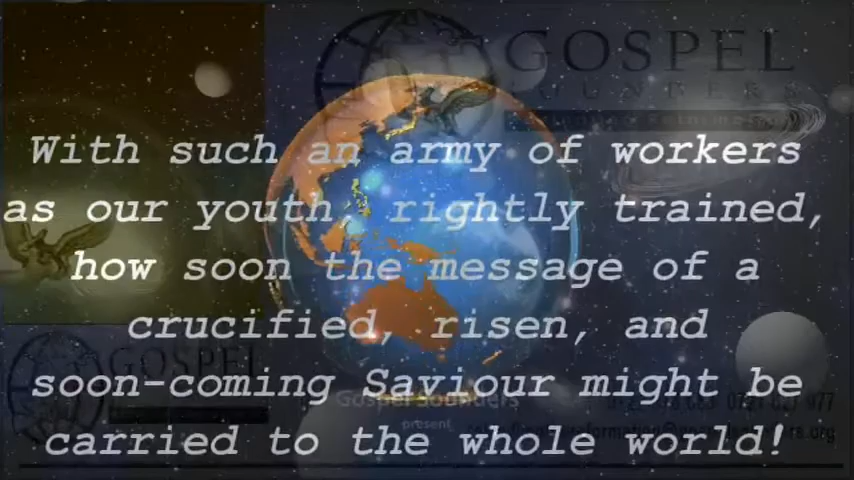 GOSPEL
SOUNDERS
With such an army of workers
as our youth, rightly trained,
how soon the message of a
crucified, risen, and
GOSPEL
soon-coming Saviour might be
Gospel Sounders
present
carried to the whole world!